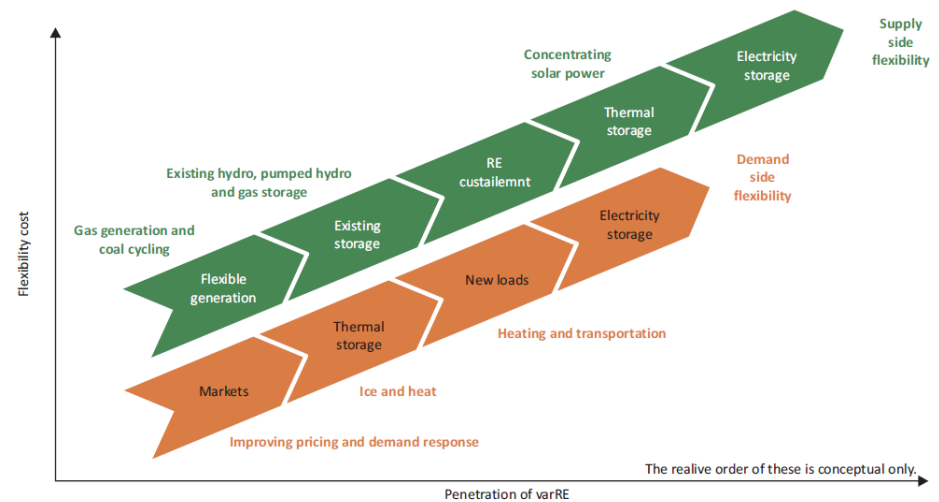 Supply
side
flexibility
Concentrating
solar power
Electricity
storage
Thermal
storage
Demand
side
flexibility
RE
custailemnt
Existing hydro, pumped hydro
and gas storage
Electricity
storage
Existing
storage
Gas generation and
coal cycling
New loads
Flexible
generation
Thermal
storage
Heating and transportation
Markets
Ice and heat
Improving pricing and demand response
Flexibility cost
The realive order of these is conceptual only.
Penetration of varRE